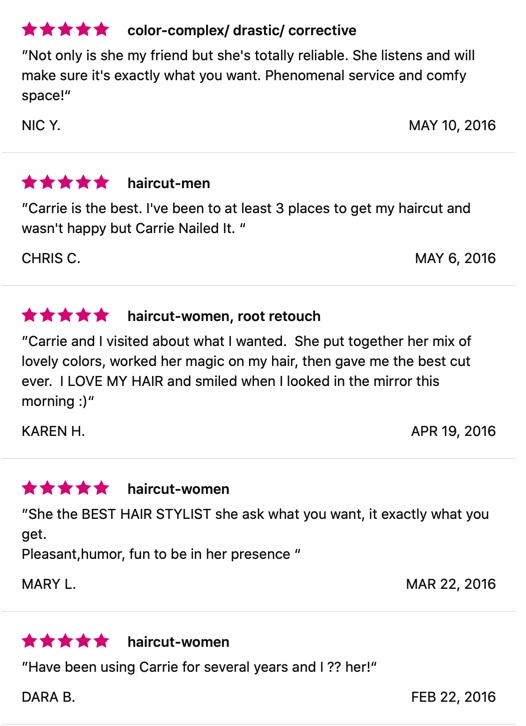 color-complex/ drastic/ corrective
”Not only is she my friend but she's totally reliable. She listens and will
make sure it's exactly what you want. Phenomenal service and comfy
space!“
NIC Y. MAY 10, 2016
haircut-men
”Carrie is the best. I've been to at least 3 places to get my haircut and
wasn't happy but Carrie Nailed It. “
CHRIS C. MAY 6, 2016
haircut-women, root retouch
”Carrie and I visited about what I wanted.  She put together her mix of
lovely colors, worked her magic on my hair, then gave me the best cut
ever.  I LOVE MY HAIR and smiled when I looked in the mirror this
morning :)“
KAREN H. APR 19, 2016
haircut-women
”She the BEST HAIR STYLIST she ask what you want, it exactly what you
get.
Pleasant,humor, fun to be in her presence “
MARY L. MAR 22, 2016
haircut-women
”Have been using Carrie for several years and I ?? her!“
DARA B. FEB 22, 2016